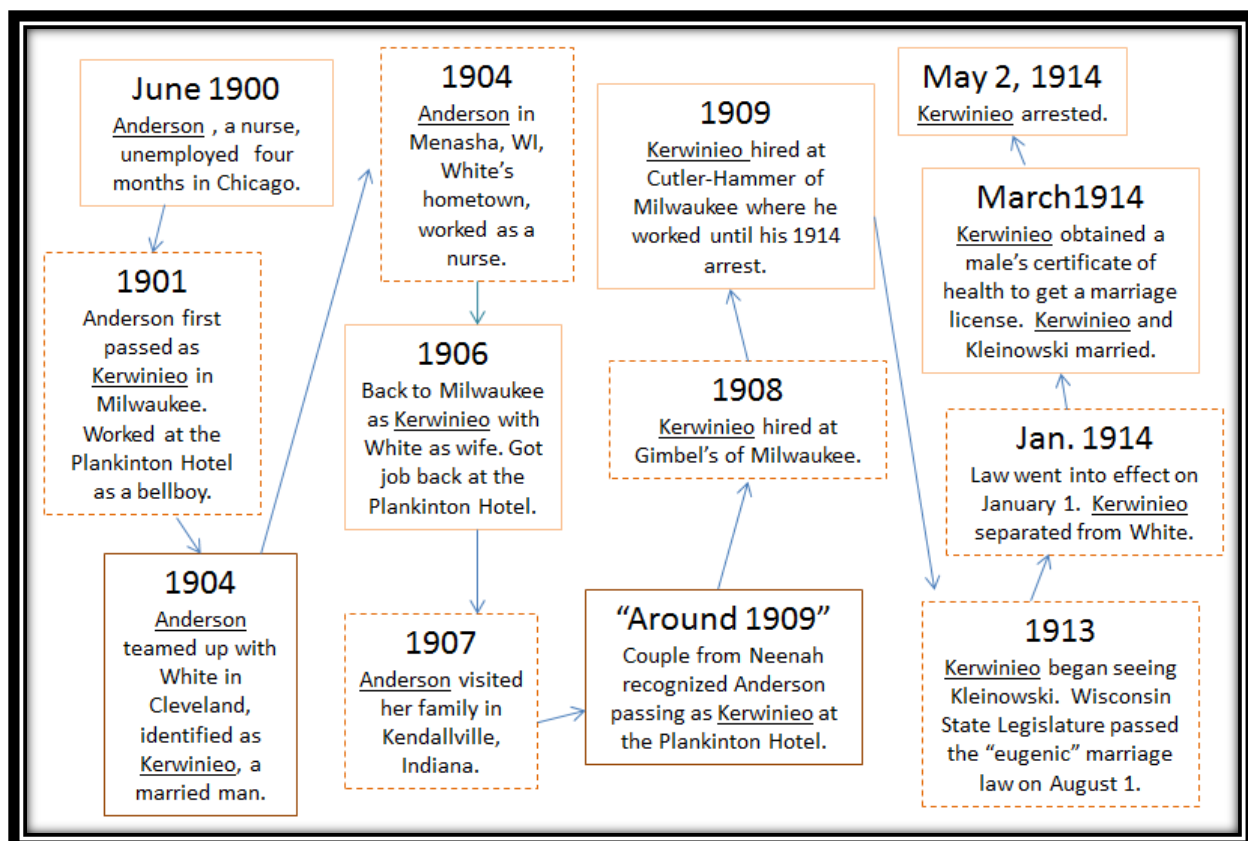 June 1900
Anderson , a nurse,
unemployed four
months in Chicago.
1901
Anderson first
passed as
Kerwinieo in
Milwaukee.
Worked at the
Plankinton Hotel
as a bellboy.
1904
Anderson
teamed up with
White in
Cleveland,
identified as
Kerwinieo, a
married man.
1904
Anderson in
Menasha, WI,
White's
hometown,
worked as a
nurse.
1906
Back to Milwaukee
as Kerwinieo with
White as wife. Got
job back at the
Plankinton Hotel.
1907
Anderson visited
her family in
Kendallville,
Indiana.
"Around 1909"
Couple from Neenah
recognized Anderson
passing as Kerwinieo at
the Plankinton Hotel.
1908
Kerwinieo hired at
Gimbel's of Milwaukee.
1909
Kerwinieo hired at
Cutler-Hammer of
Milwaukee where he
worked until his 1914
arrest.
1913
Kerwinieo began seeing
Kleinowski. Wisconsin
State Legislature passed
the "eugenic" marriage
law on August 1.
Jan. 1914
Law went into effect on
January 1. Kerwinieo
separated from White.
March1914
Kerwinieo obtained a
male's certificate of
health to get a marriage
license. Kerwinieo and
Kleinowski married.
May 2, 1914
Kerwinieo arrested.